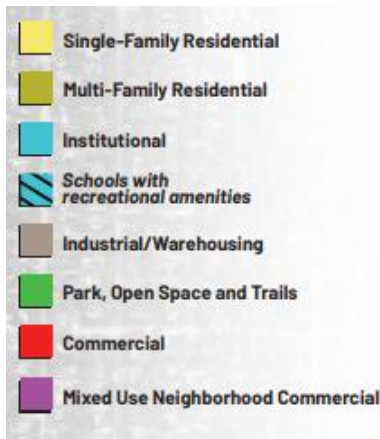 Single-Family Residential
Multi-Family Residential
Institutional
Schools with
recreational amenities
Industrial/Warehousing
Park, Open Space and Trails
Commercial
Mixed Use Neighborhood Commercial